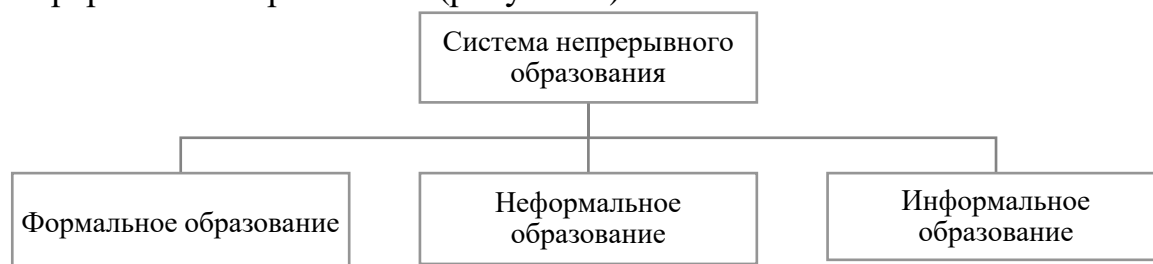 Система непрерывного
образования
Формальное образование
Неформальное
образование
Информальное
образование